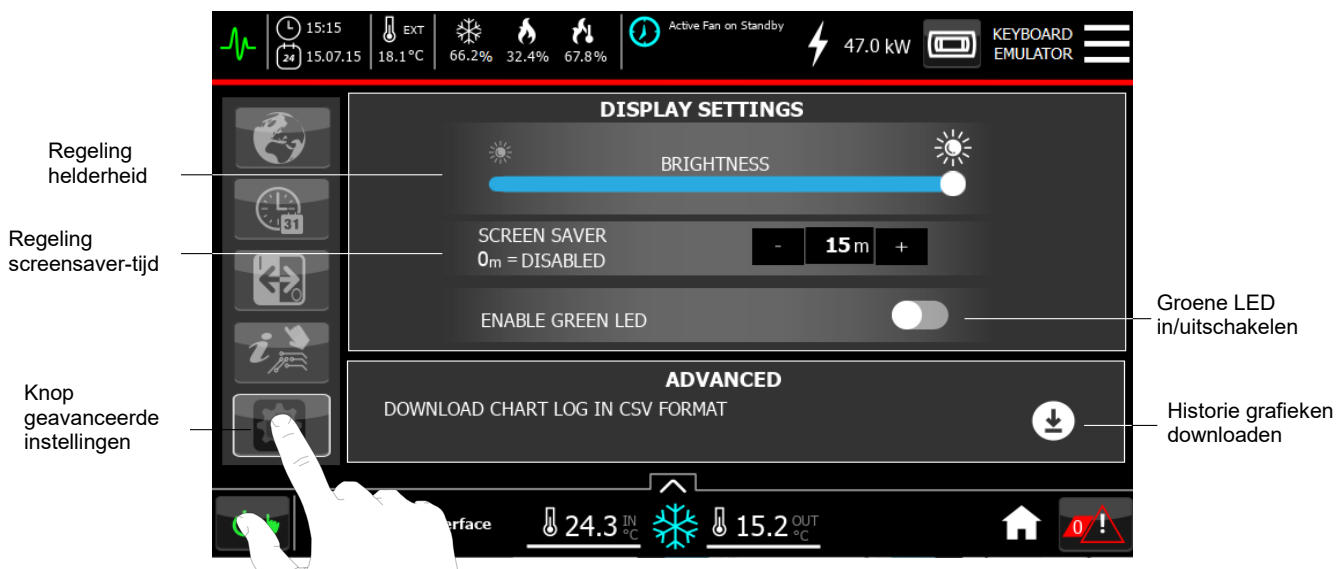 15:15
24 15.07.15
EXT
18.1°C
66.2% 32.4% 67.8%
Active Fan on Standby
47.0 kW
KEYBOARD
EMULATOR
DISPLAY SETTINGS
BRIGHTNESS
Regeling
helderheid
31
SCREEN SAVER
0m = DISABLED
- 15 m +
Regeling
screensaver-tijd
ENABLE GREEN LED
Groene LED
in/uitschakelen
i
ADVANCED
DOWNLOAD CHART LOG IN CSV FORMAT
Knop
geavanceerde
instellingen
Historie grafieken
downloaden
erface
24.3 IN °C
15.2 OUT °C
0 !